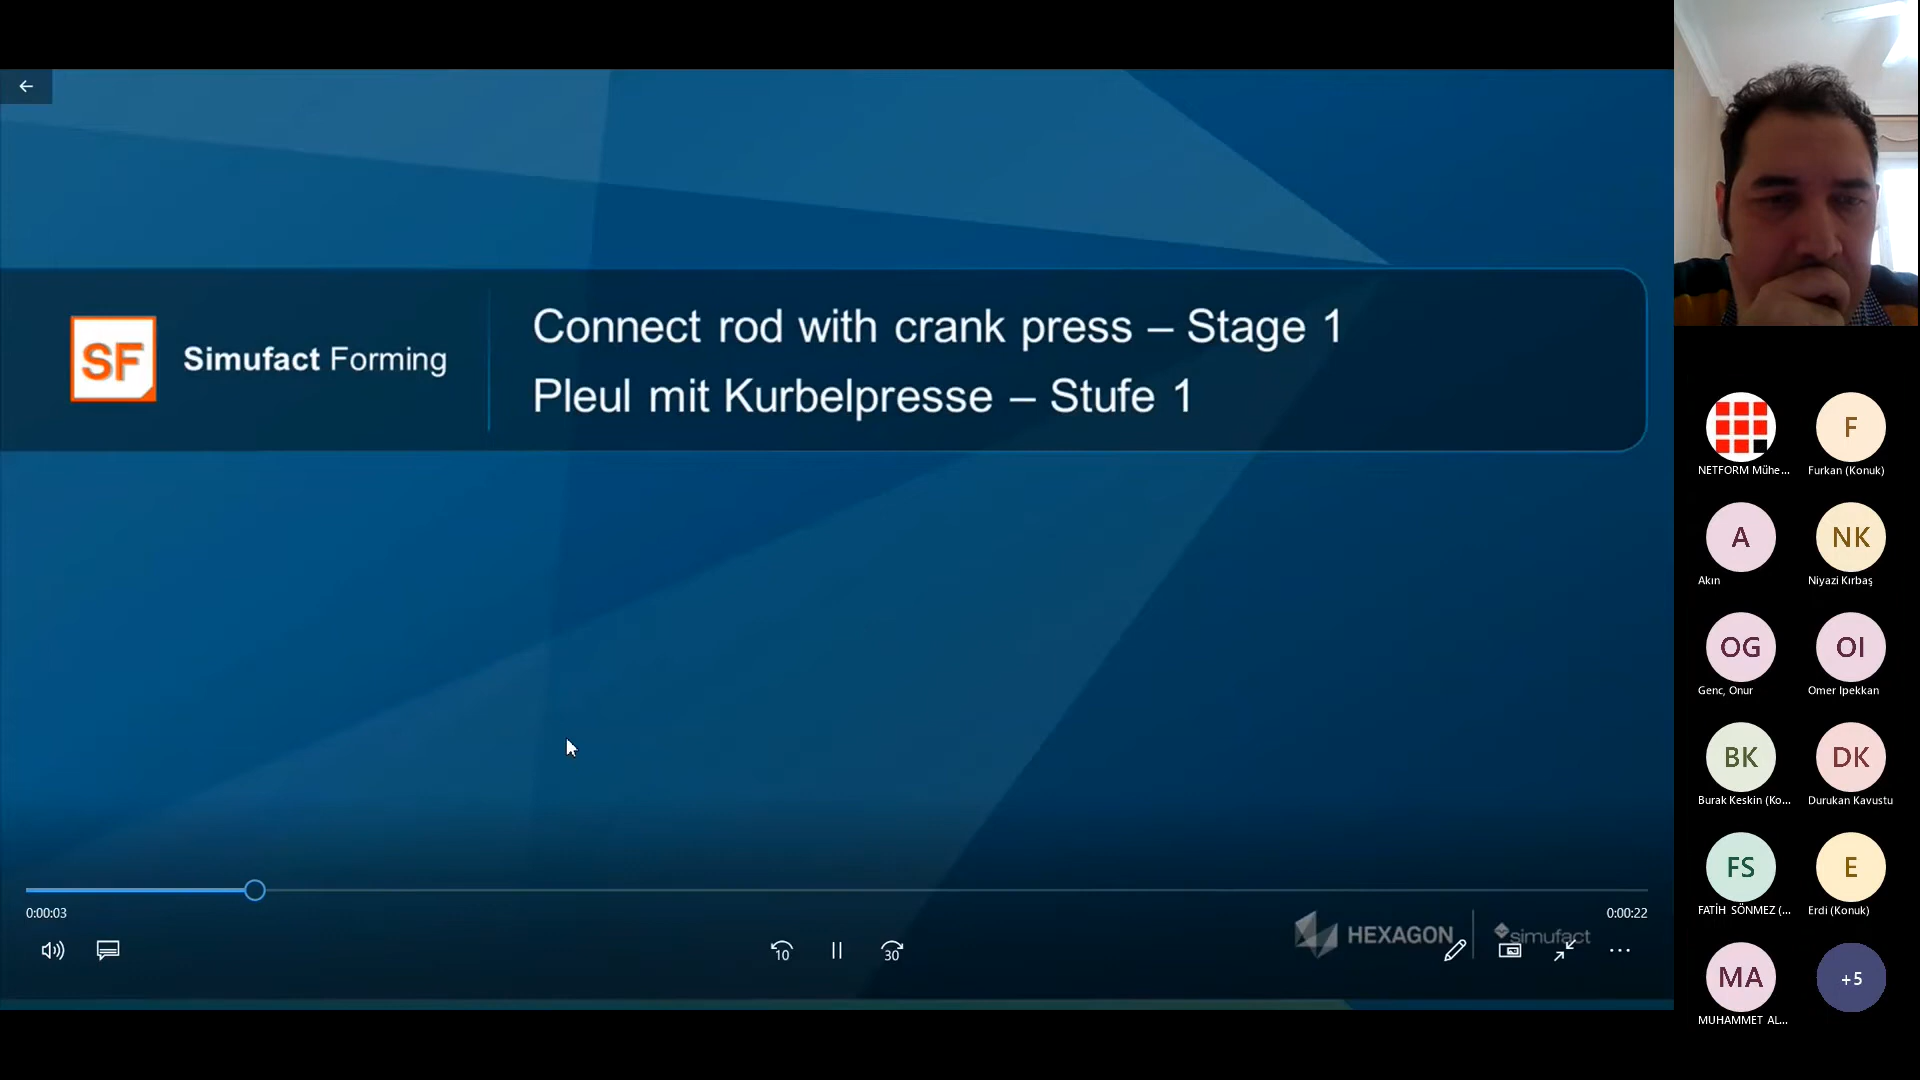 SF
Simufact Forming
Connect rod with crank press – Stage 1
Pleul mit Kurbelpresse – Stufe 1
0:00:03
0:00:22
10
30
HEXAGON
simufact
NETFORM Mühe...
F
Furkan (Konuk)
A
Akın
NK
Niyazi Kırbaş
OG
Genc, Onur
OI
Omer Ipekkan
BK
Burak Keskin (Ko...
DK
Durukan Kavustu
FS
FATİH SÖNMEZ (...
E
Erdi (Konuk)
MA
MUHAMMET AL...
+5